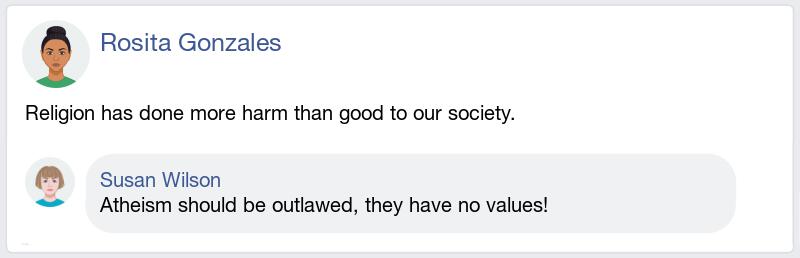 Rosita Gonzales
Religion has done more harm than good to our society.
Susan Wilson
Atheism should be outlawed, they have no values!